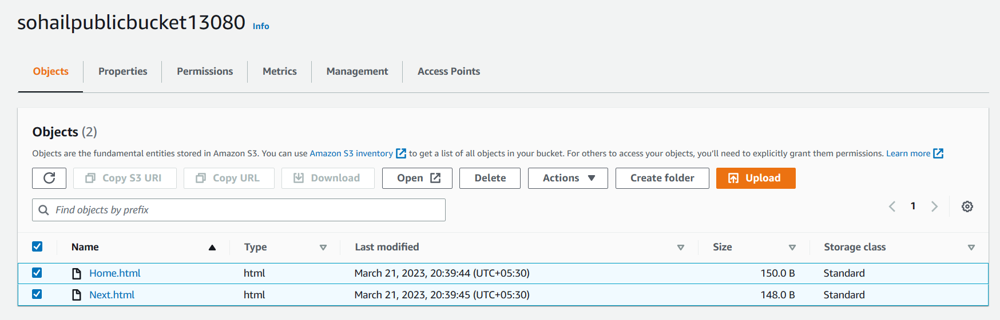 sohailpublicbucket13080 Info
Objects Properties Permissions Metrics Management Access Points
Objects (2)
Objects are the fundamental entities stored in Amazon S3. You can use Amazon S3 inventory to get a list of all objects in your bucket. For others to access your objects, you’ll need to explicitly grant them permissions. Learn more
Copy S3 URI Copy URL Download Open Delete Actions Create folder Upload
Find objects by prefix 1
Name Type Last modified Size Storage class
Home.html html March 21, 2023, 20:39:44 (UTC+05:30) 150.0 B Standard
Next.html html March 21, 2023, 20:39:45 (UTC+05:30) 148.0 B Standard